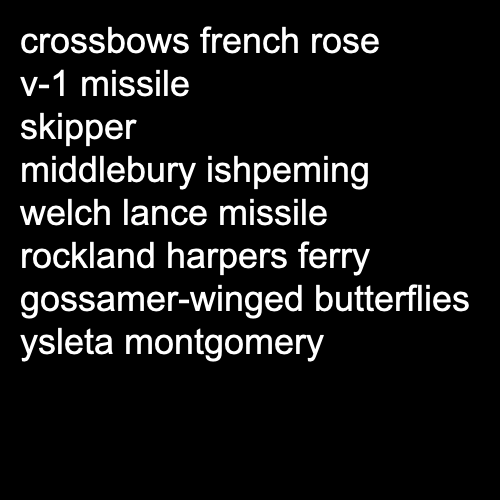 crossbows french rose
v-1 missile
skipper
middlebury ishpeming
welch lance missile
rockland harpers ferry
gossamer-winged butterflies
ysleta montgomery